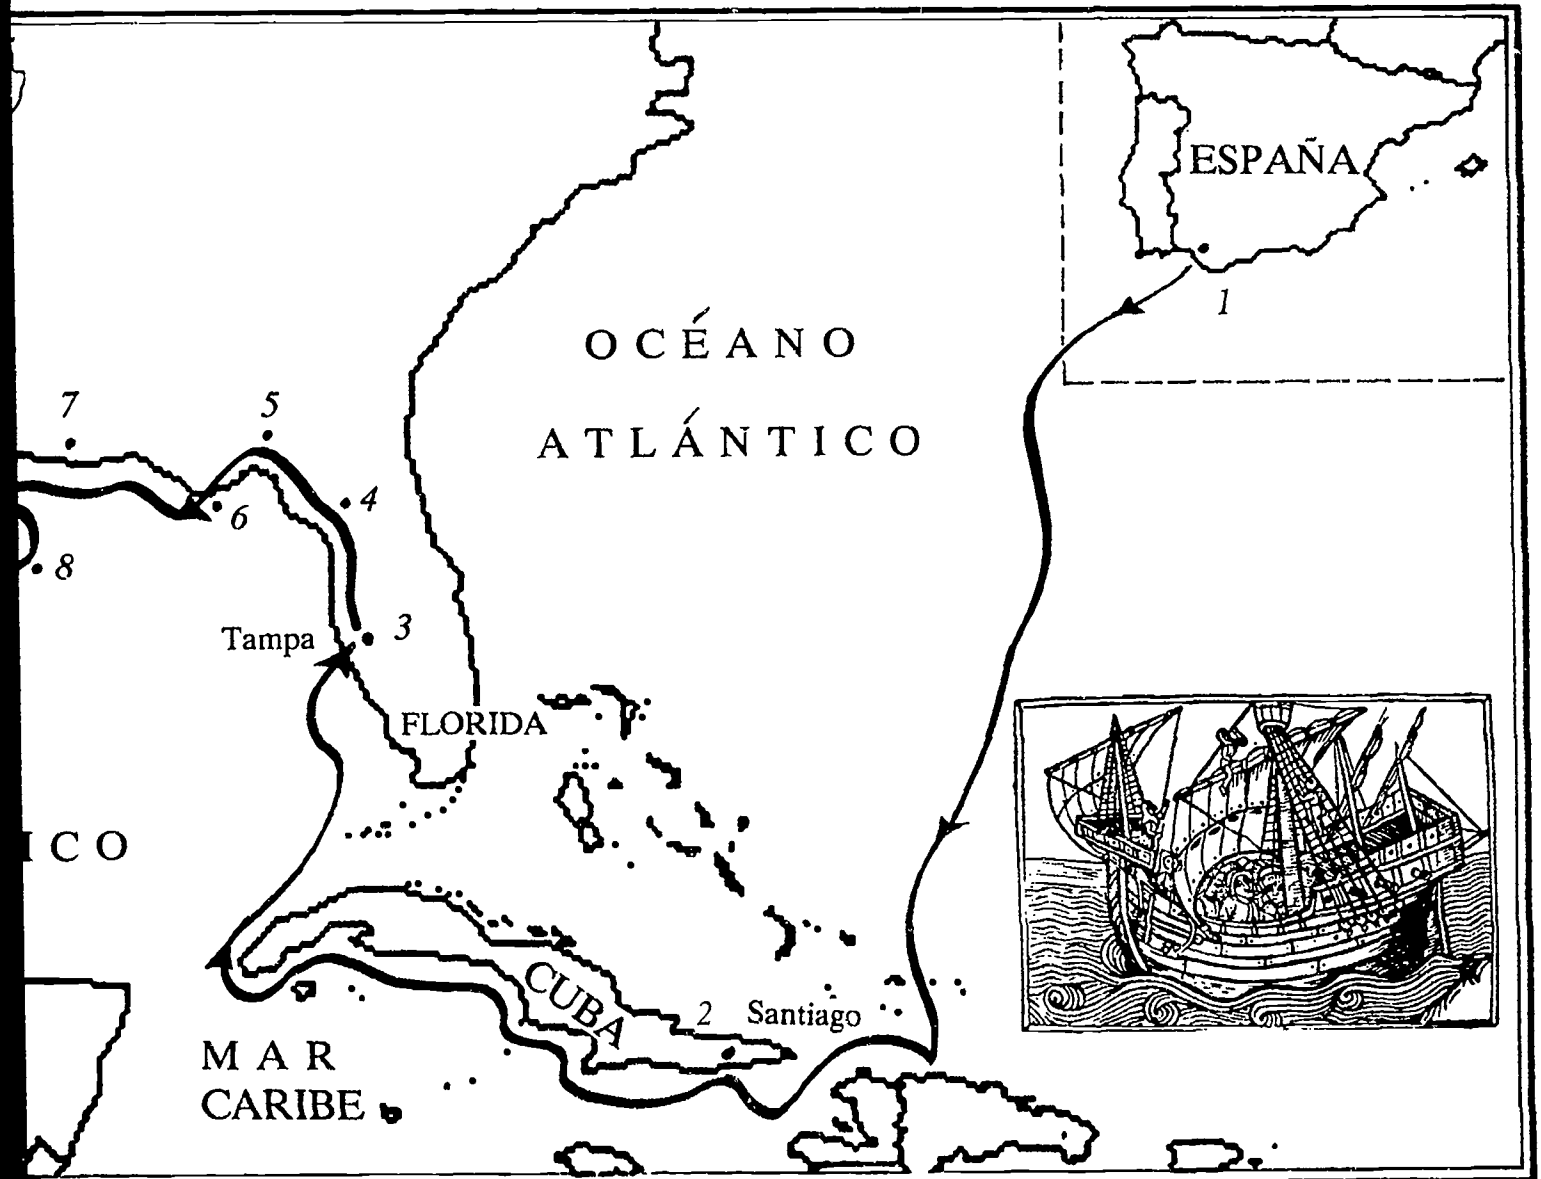 ESPAÑA
1
OCÉANO
ATLÁNTICO
7
5
4
6
8
3
Tampa
FLORIDA
ICO
CUBA
2
Santiago
MAR
CARIBE